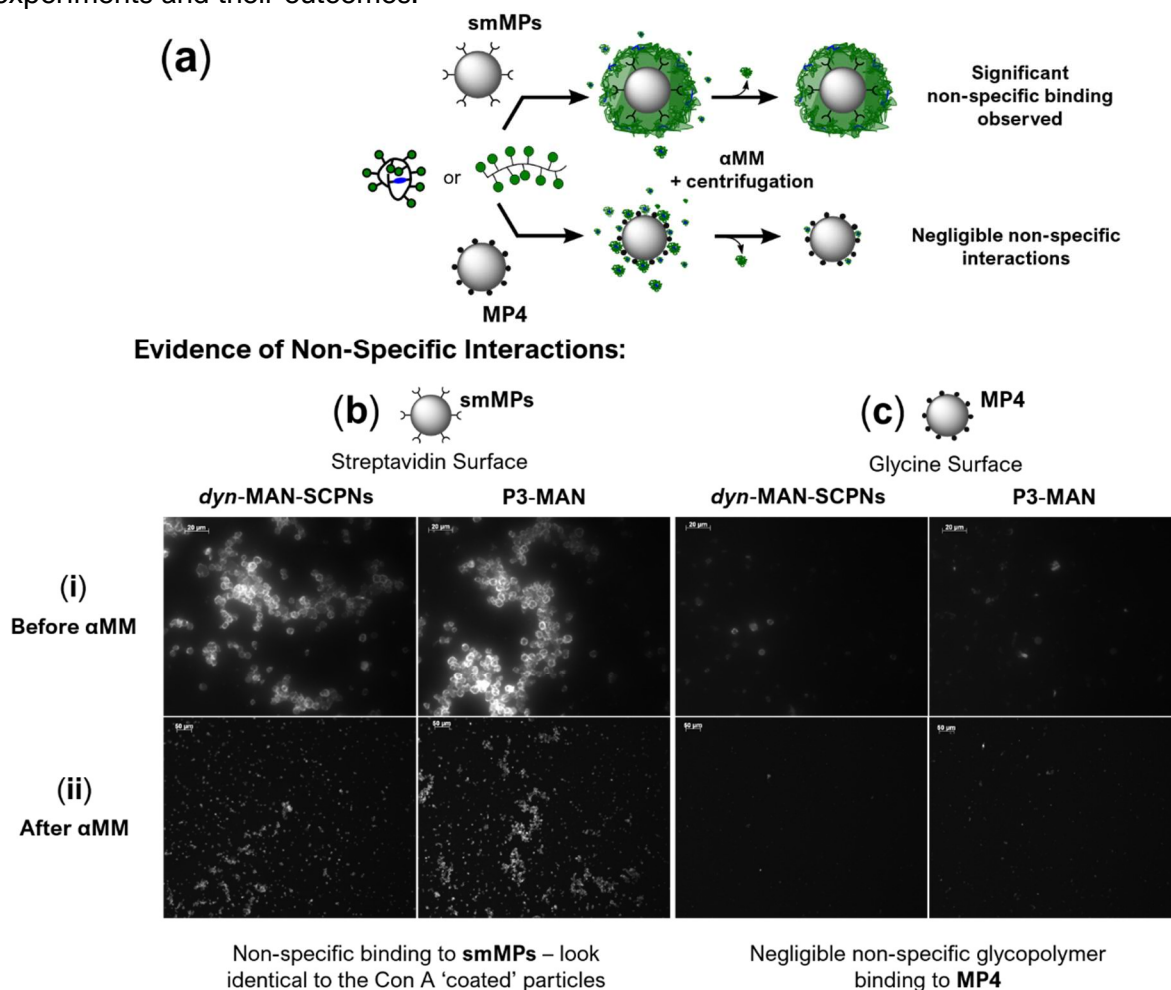 experiments and their outcomes.
(a)
smMPs
Significant
non-specific binding
observed
or
αMM
+ centrifugation
Negligible non-specific
interactions
MP4
Evidence of Non-Specific Interactions:
(b) smMPs
Streptavidin Surface
(c) MP4
Glycine Surface
dyn-MAN-SCPNs P3-MAN dyn-MAN-SCPNs P3-MAN
20 μm 20 μm 20 μm 20 μm
(i)
Before αMM
50 μm 50 μm 50 μm 50 μm
(ii)
After αMM
Non-specific binding to smMPs – look
identical to the Con A ‘coated’ particles
Negligible non-specific glycopolymer
binding to MP4